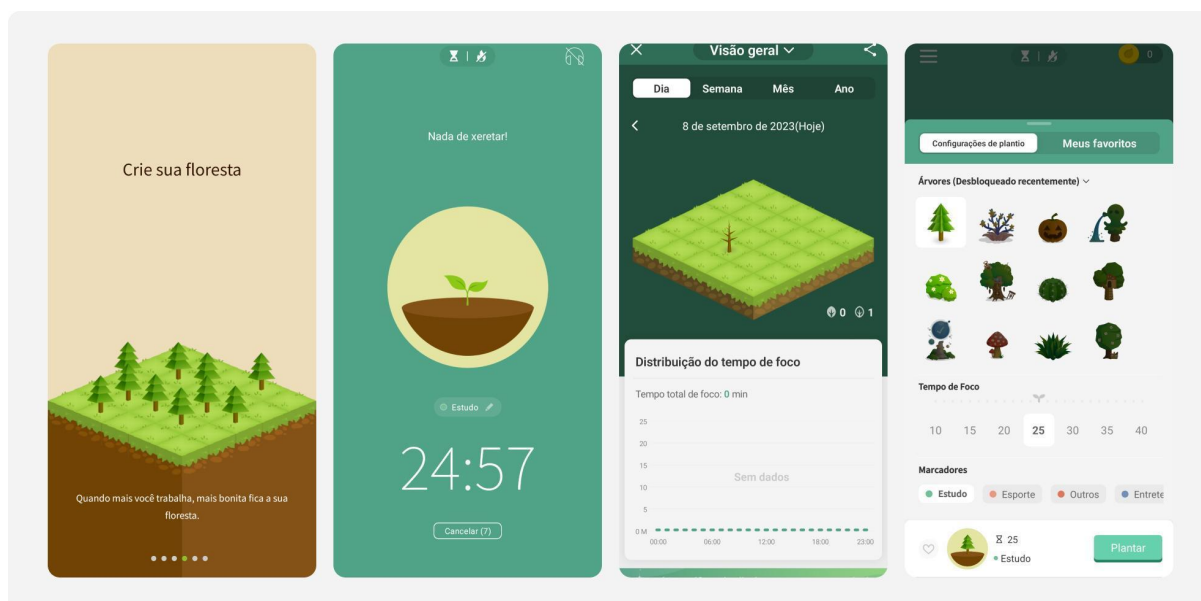 Crie sua floresta
Quando mais você trabalha, mais bonita fica a sua
floresta.
Nada de xeretar!
Estudo
24:57
Cancelar (7)
Visão geral
Dia Semana Mês Ano
8 de setembro de 2023(Hoje)
0 1
Distribuição do tempo de foco
Tempo total de foco: 0 min
25
20
15
Sem dados
10
5
0 M
00:00 06:00 12:00 18:00 23:00
0
Configurações de plantio Meus favoritos
Árvores (Desbloqueado recentemente)
Tempo de Foco
10 15 20 25 30 35 40
Marcadores
Estudo Esporte Outros Entrete
25
Estudo
Plantar